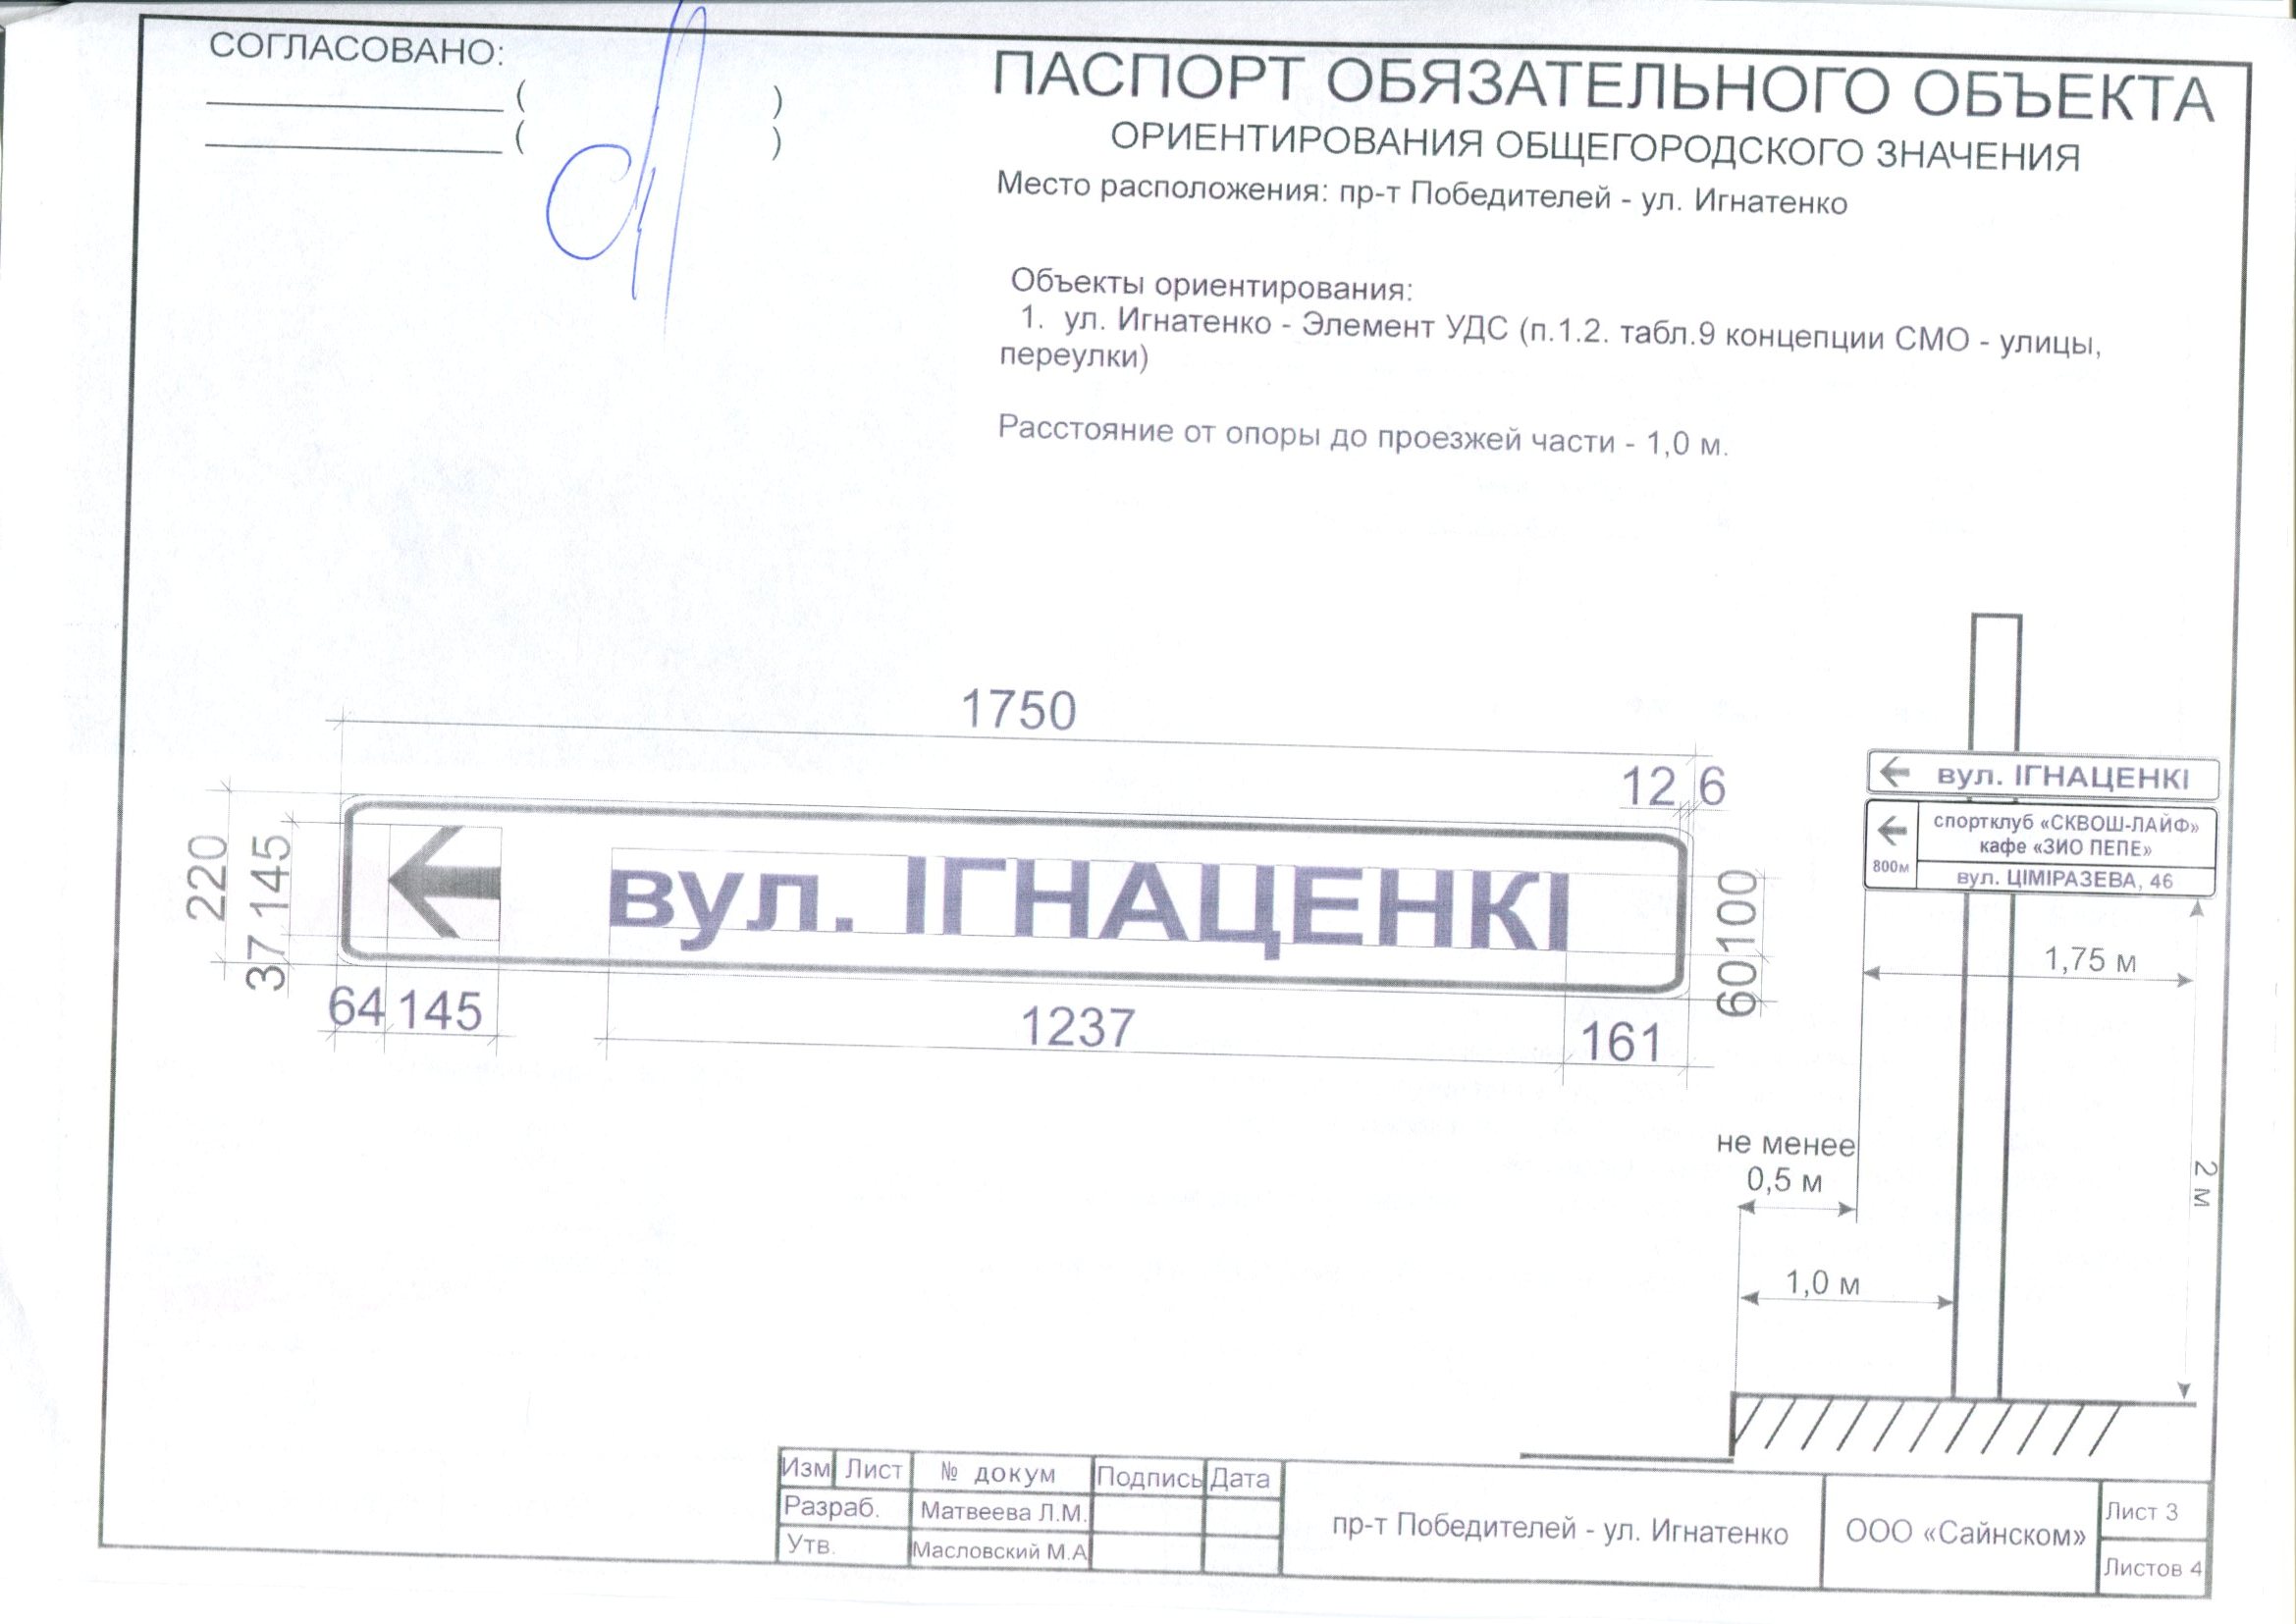 СОГЛАСОВАНО:
( )
( )
ПАСПОРТ ОБЯЗАТЕЛЬНОГО ОБЪЕКТА
ОРИЕНТИРОВАНИЯ ОБЩЕГОРОДСКОГО ЗНАЧЕНИЯ
Место расположения: пр-т Победителей - ул. Игнатенко
Объекты ориентирования:
1. ул. Игнатенко - Элемент УДС (п.1.2. табл.9 концепции СМО - улицы,
переулки)
Расстояние от опоры до проезжей части - 1,0 м.
1750
12 6
220
145
37
вул. ІГНАЦЕНКІ
100
60
64 145
1237
161
вул. ІГНАЦЕНКІ
спортклуб «СКВОШ-ЛАЙФ»
кафе «ЗИО ПЕПЕ»
800м
вул. ЦІМІРАЗЕВА, 46
1,75 м
не менее
0,5 м
2 м
1,0 м
Изм Лист № докум Подпись Дата
Разраб. Матвеева Л.М.
Утв. Масловский М.А
пр-т Победителей - ул. Игнатенко
ООО «Сайнском»
Лист 3
Листов 4